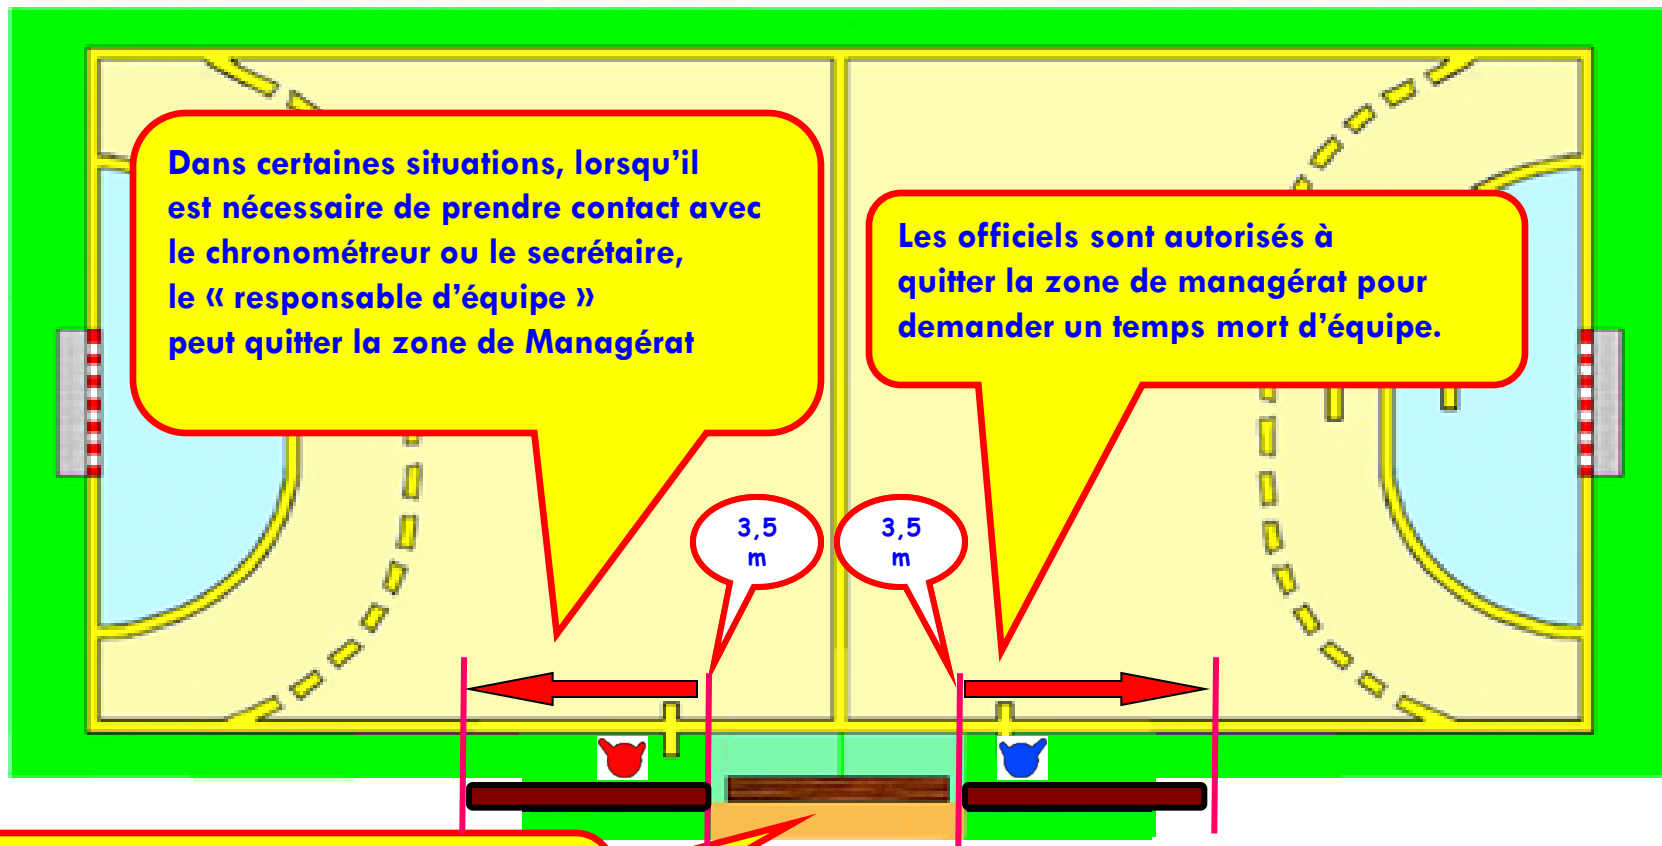 Dans certaines situations, lorsqu’il
est nécessaire de prendre contact avec
le chronométreur ou le secrétaire,
le « responsable d’équipe »
peut quitter la zone de Managérat
Les officiels sont autorisés à
quitter la zone de managérat pour
demander un temps mort d’équipe.
3,5
m
3,5
m